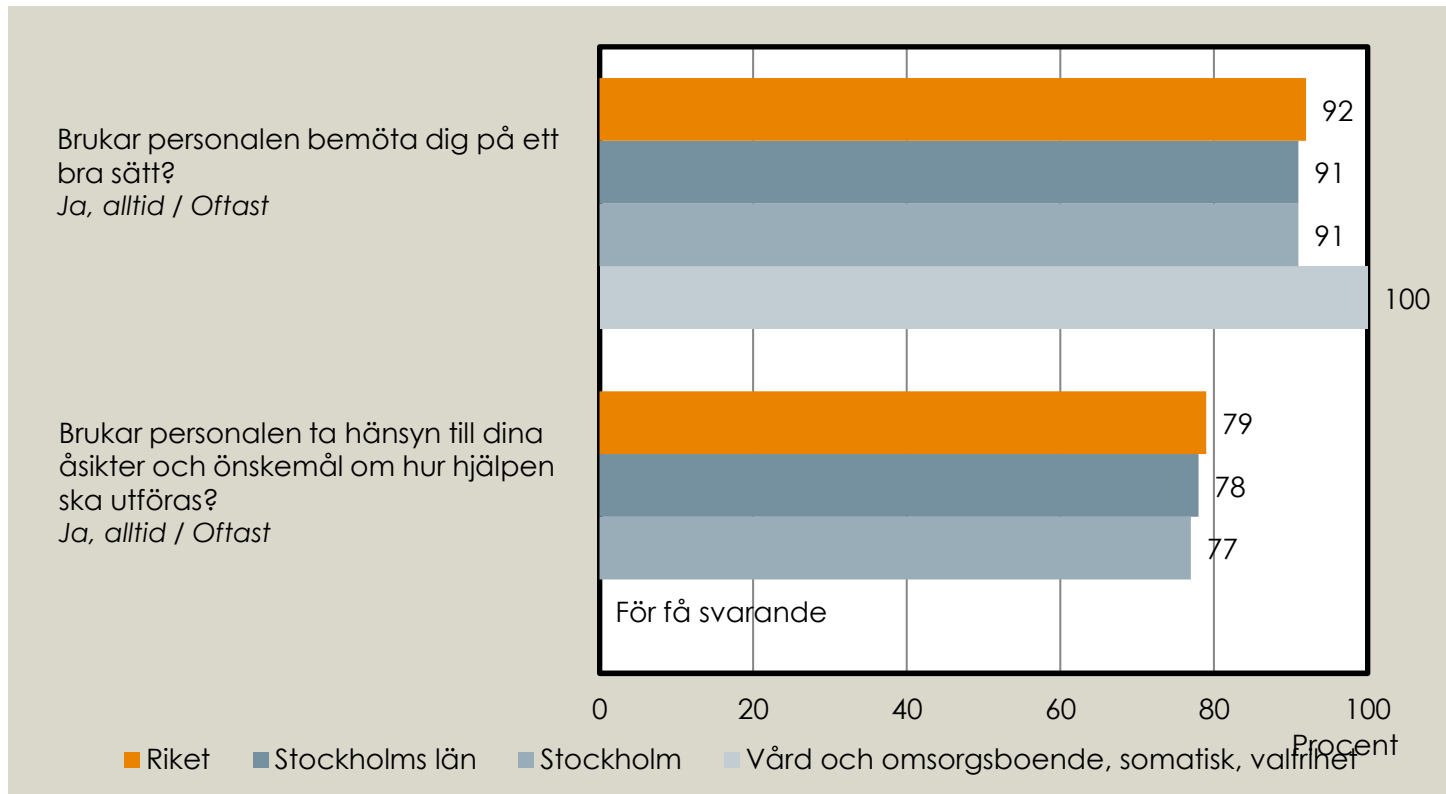 Brukar personalen bemöta dig på ett
bra sätt?
Ja, alltid / Oftast
92
91
91
100
Brukar personalen ta hänsyn till dina
åsikter och önskemål om hur hjälpen
ska utföras?
Ja, alltid / Oftast
79
78
77
För få svarande
0 20 40 60 80 100
Procent
Riket Stockholms län Stockholm Vård och omsorgsboende, somatisk, valfrihet